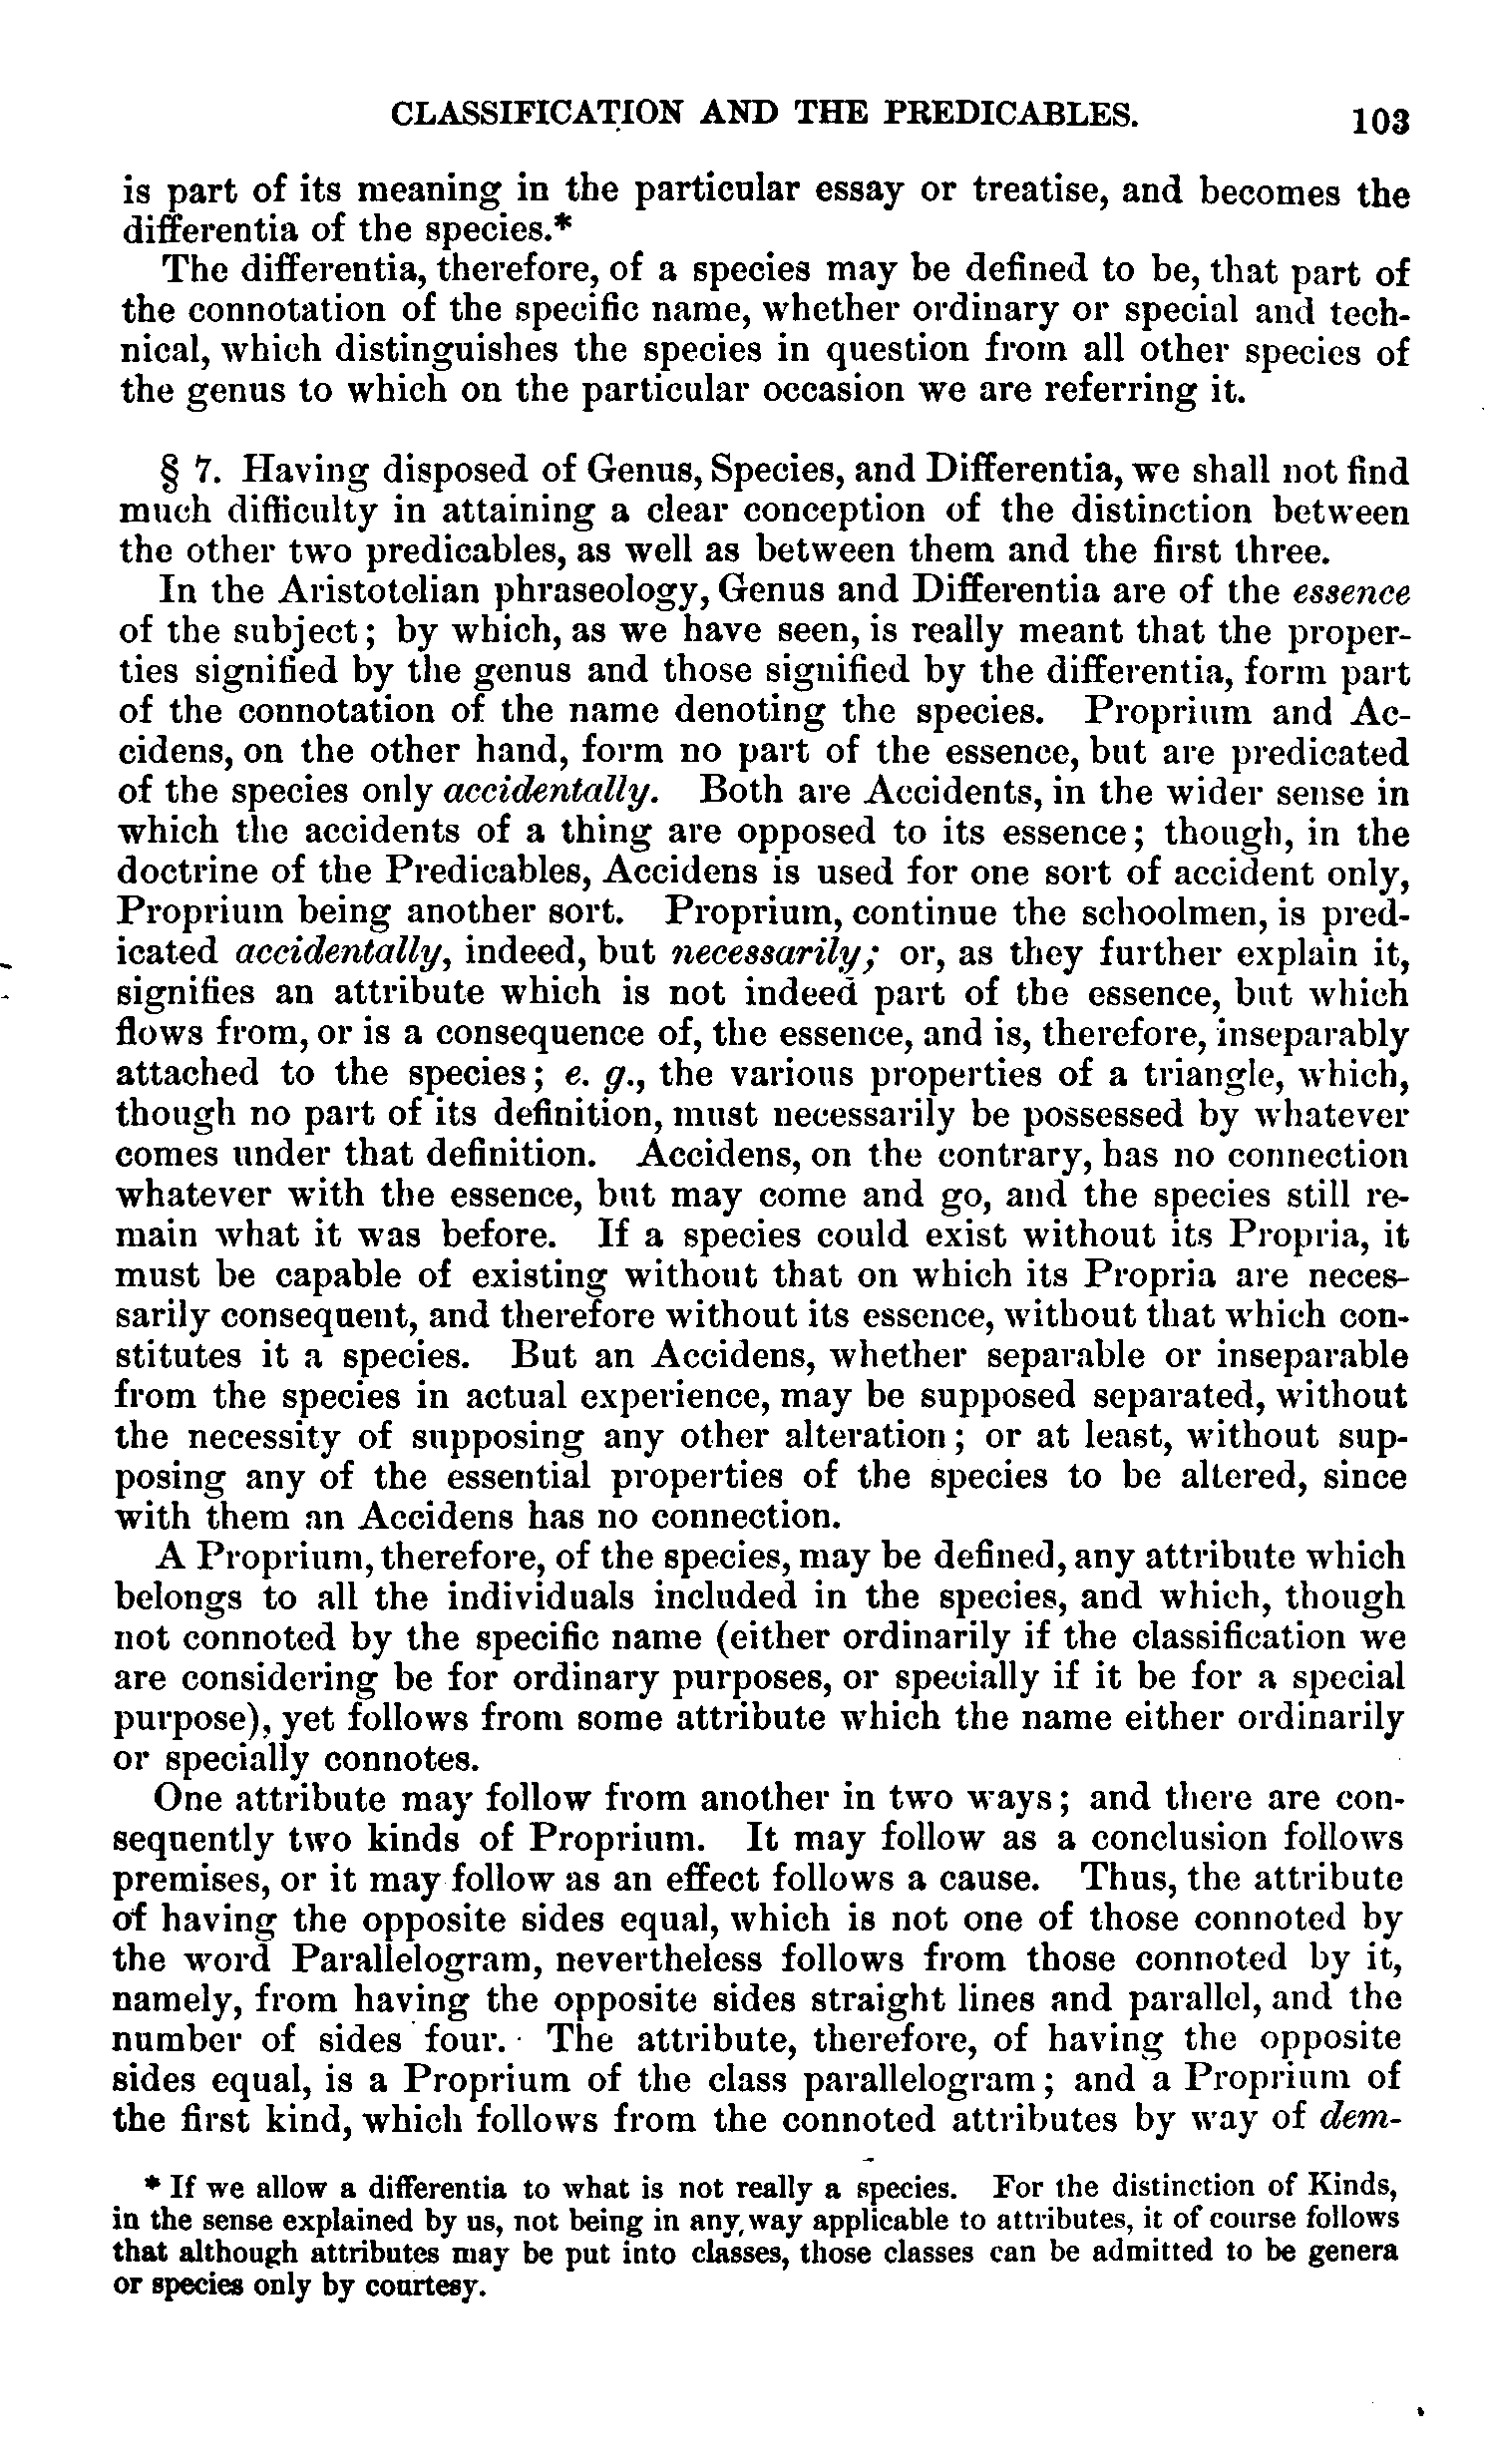 CLASSIFICATION AND THE PREDICABLES. 103
is part of its meaning in the particular essay or treatise, and becomes the
differentia of the species.*
The differentia, therefore, of a species may be defined to be, that part of
the connotation of the specific name, whether ordinary or special and tech-
nical, which distinguishes the species in question from all other species of
the genus to which on the particular occasion we are referring it.
§ 7. Having disposed of Genus, Species, and Differentia, we shall not find
much difficulty in attaining a clear conception of the distinction between
the other two predicables, as well as between them and the first three.
In the Aristotelian phraseology, Genus and Differentia are of the essence
of the subject; by which, as we have seen, is really meant that the proper-
ties signified by the genus and those signified by the differentia, form part
of the connotation of the name denoting the species. Proprium and Ac-
cidens, on the other hand, form no part of the essence, but are predicated
of the species only accidentally. Both are Accidents, in the wider sense in
which the accidents of a thing are opposed to its essence; though, in the
doctrine of the Predicables, Accidens is used for one sort of accident only,
Proprium being another sort. Proprium, continue the schoolmen, is pred-
icated accidentally, indeed, but necessarily; or, as they further explain it,
signifies an attribute which is not indeed part of the essence, but which
flows from, or is a consequence of, the essence, and is, therefore, inseparably
attached to the species; e. g., the various properties of a triangle, which,
though no part of its definition, must necessarily be possessed by whatever
comes under that definition. Accidens, on the contrary, has no connection
whatever with the essence, but may come and go, and the species still re-
main what it was before. If a species could exist without its Propria, it
must be capable of existing without that on which its Propria are neces-
sarily consequent, and therefore without its essence, without that which con-
stitutes it a species. But an Accidens, whether separable or inseparable
from the species in actual experience, may be supposed separated, without
the necessity of supposing any other alteration; or at least, without sup-
posing any of the essential properties of the species to be altered, since
with them an Accidens has no connection.
A Proprium, therefore, of the species, may be defined, any attribute which
belongs to all the individuals included in the species, and which, though
not connoted by the specific name (either ordinarily if the classification we
are considering be for ordinary purposes, or specially if it be for a special
purpose), yet follows from some attribute which the name either ordinarily
or specially connotes.
One attribute may follow from another in two ways; and there are con-
sequently two kinds of Proprium. It may follow as a conclusion follows
premises, or it may follow as an effect follows a cause. Thus, the attribute
of having the opposite sides equal, which is not one of those connoted by
the word Parallelogram, nevertheless follows from those connoted by it,
namely, from having the opposite sides straight lines and parallel, and the
number of sides four. The attribute, therefore, of having the opposite
sides equal, is a Proprium of the class parallelogram; and a Proprium of
the first kind, which follows from the connoted attributes by way of dem-
* If we allow a differentia to what is not really a species. For the distinction of Kinds,
in the sense explained by us, not being in any way applicable to attributes, it of course follows
that although attributes may be put into classes, those classes can be admitted to be genera
or species only by courtesy.